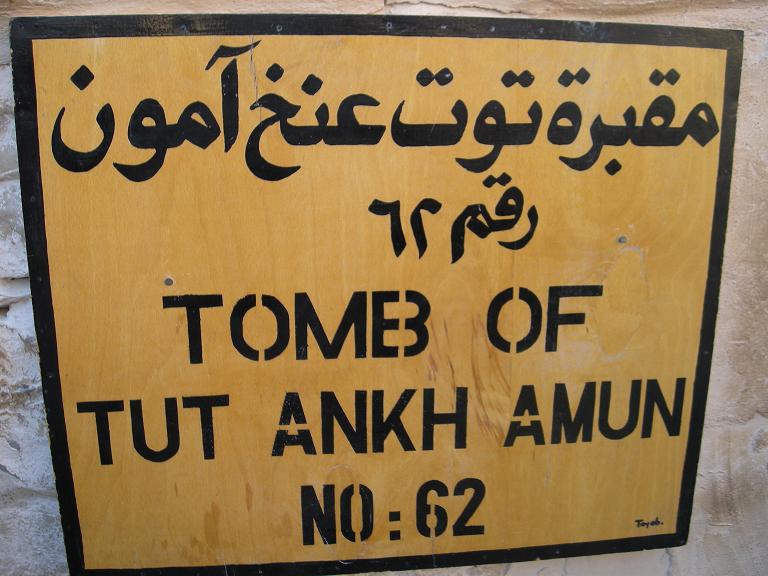 مقبرة توت عنخ آمون
رقم ٦٢
TOMB OF
TUT ANKH AMUN
NO: 62